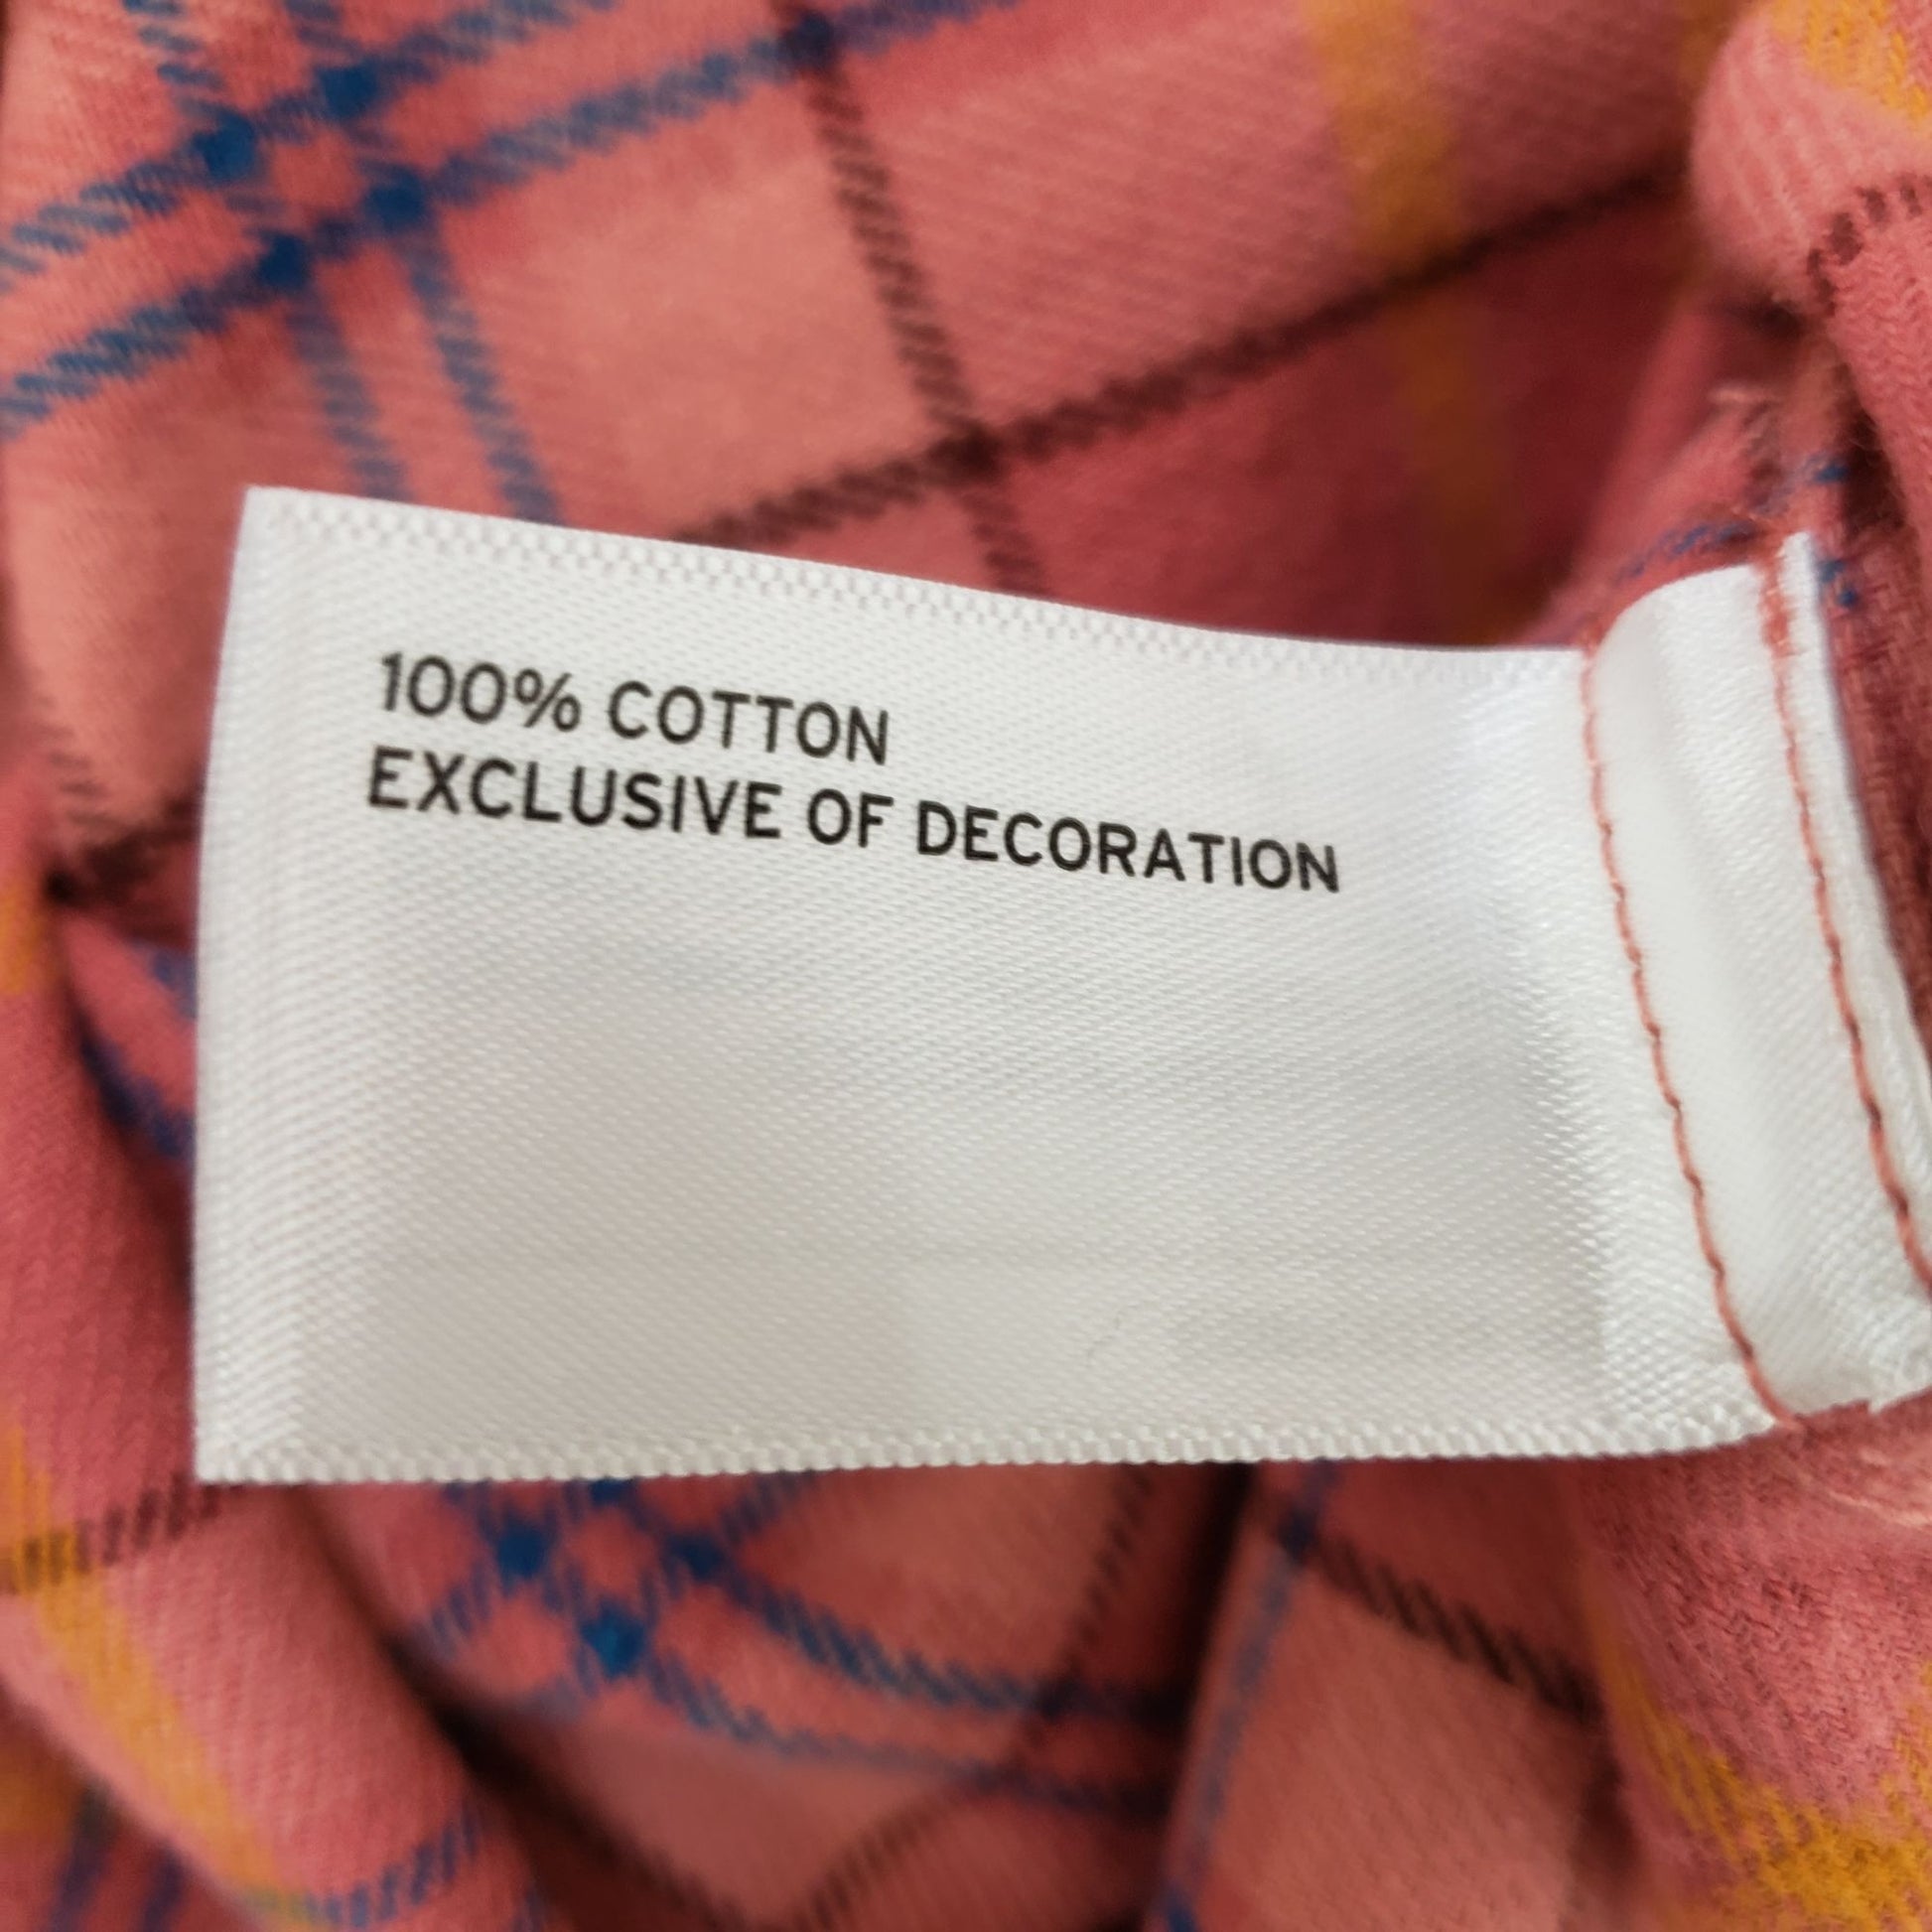 100% COTTON
EXCLUSIVE OF DECORATION